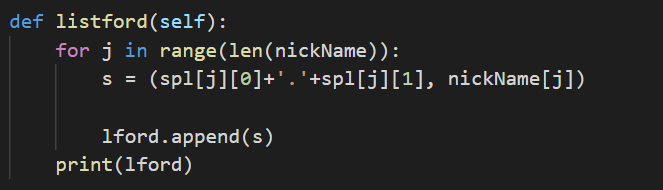 def listford(self):
    for j in range(len(nickName)):
        s = (spl[j][0]+'.'+spl[j][1], nickName[j])
        lford.append(s)
    print(lford)